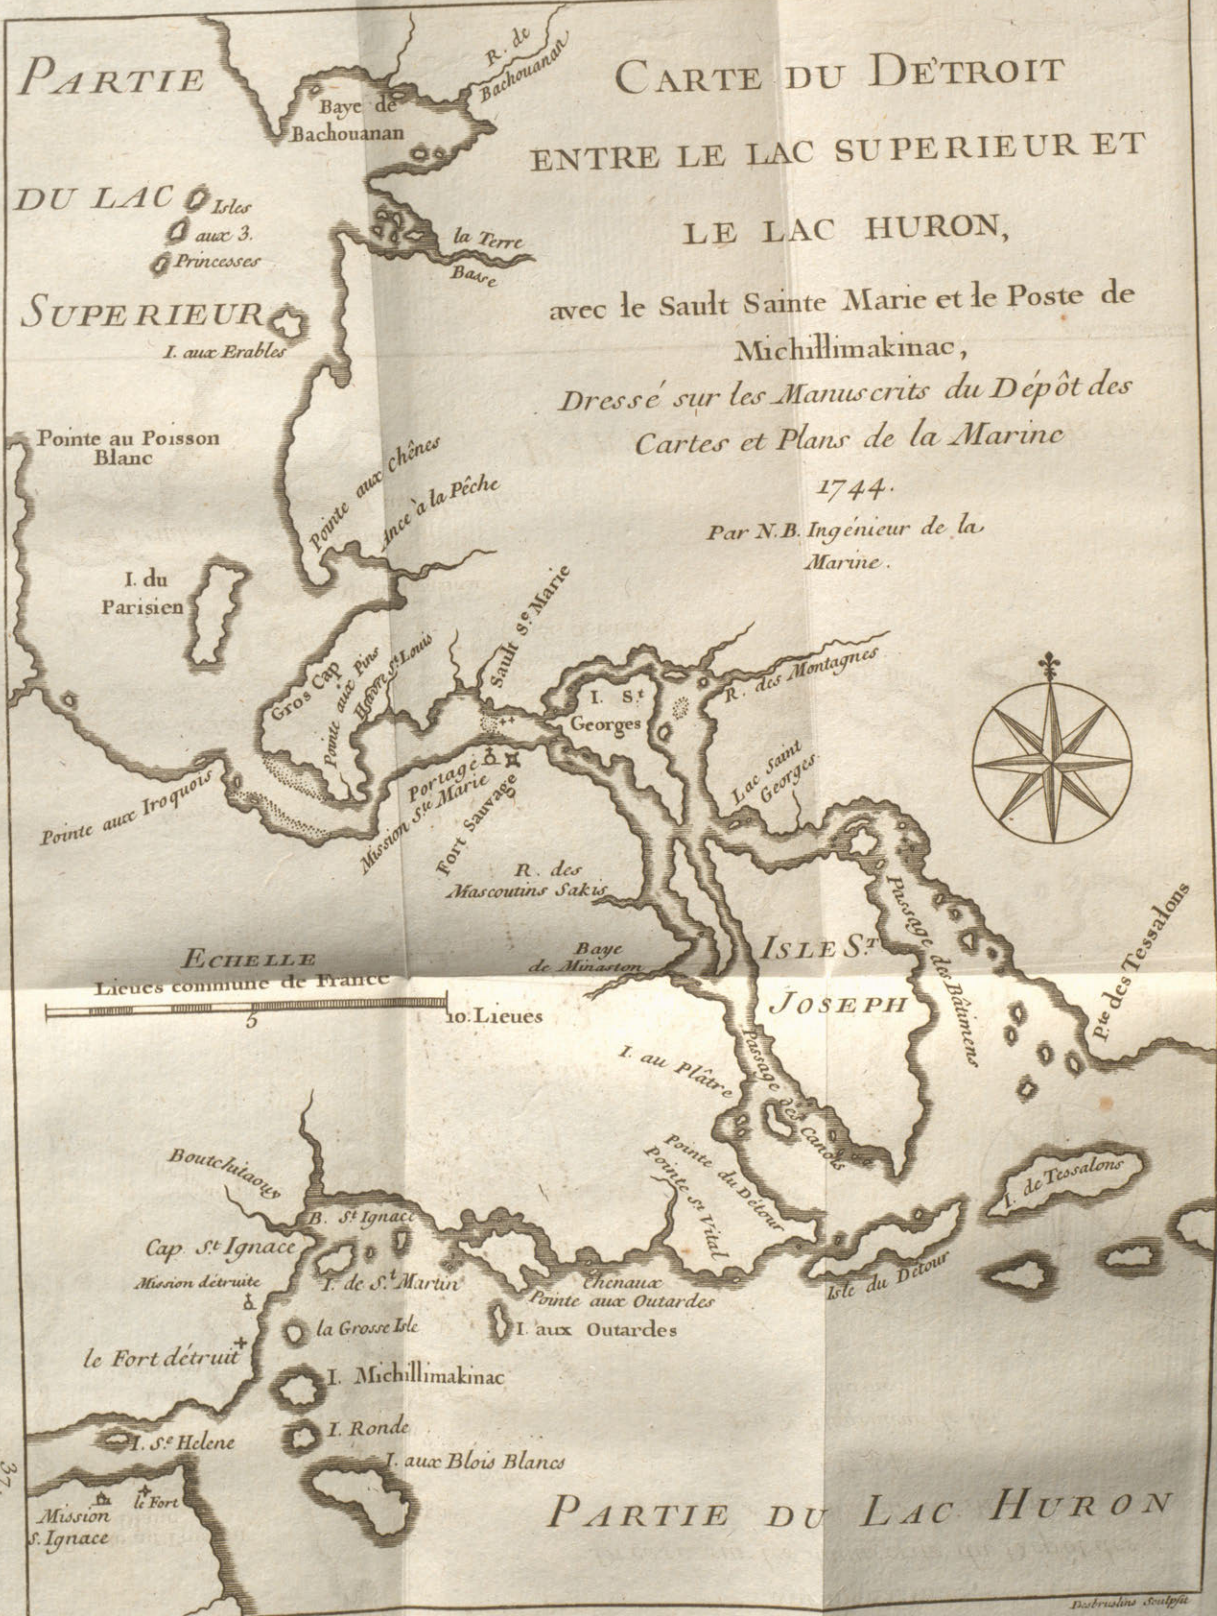 CARTE DU DÉTROIT
ENTRE LE LAC SUPERIEUR ET
LE LAC HURON,
avec le Sault Sainte Marie et le Poste de
Michillimakinac,
Dressé sur les Manuscrits du Dépôt des
Cartes et Plans de la Marine
1744.
Par N.B. Ingénieur de la
Marine.
PARTIE
DU LAC
SUPERIEUR
R. de
Bachouanan
Baye de
Bachouanan
Isles
aux 3.
Princesses
la Terre
Basse
I. aux Erables
Pointe au Poisson
Blanc
Pointe aux chênes
Ance à la Pêche
I. du
Parisien
Gros Cap
Pointe aux Pins
Havre St. Louis
Sault Se. Marie
I. St
Georges
R. des Montagnes
Pointe aux Iroquois
Portage
Mission Ste Marie
Fort Sauvage
Lac Saint
Georges
R. des
Mascoutins Sakis
Baye
de Minaston
ISLE ST.
JOSEPH
Passage des Bâtimens
Pte. des Tessalons
ECHELLE
Lieues commune de France
5
10. Lieues
I. au Plâtre
Passage des Canots
Pointe du Détour
Pointe St Vital
I. de Tessalons
Isle du Détour
Boutchitaouy
B. St Ignace
Cap St Ignace
Mission détruite
I. de St. Martin
Chenaux
Pointe aux Outardes
la Grosse Isle
I. aux Outardes
le Fort détruit
I. Michillimakinac
I. Ronde
I. Se Helene
I. aux Blois Blancs
le Fort
Mission
S. Ignace
PARTIE DU LAC HURON
37
Desbruslins Sculpsit